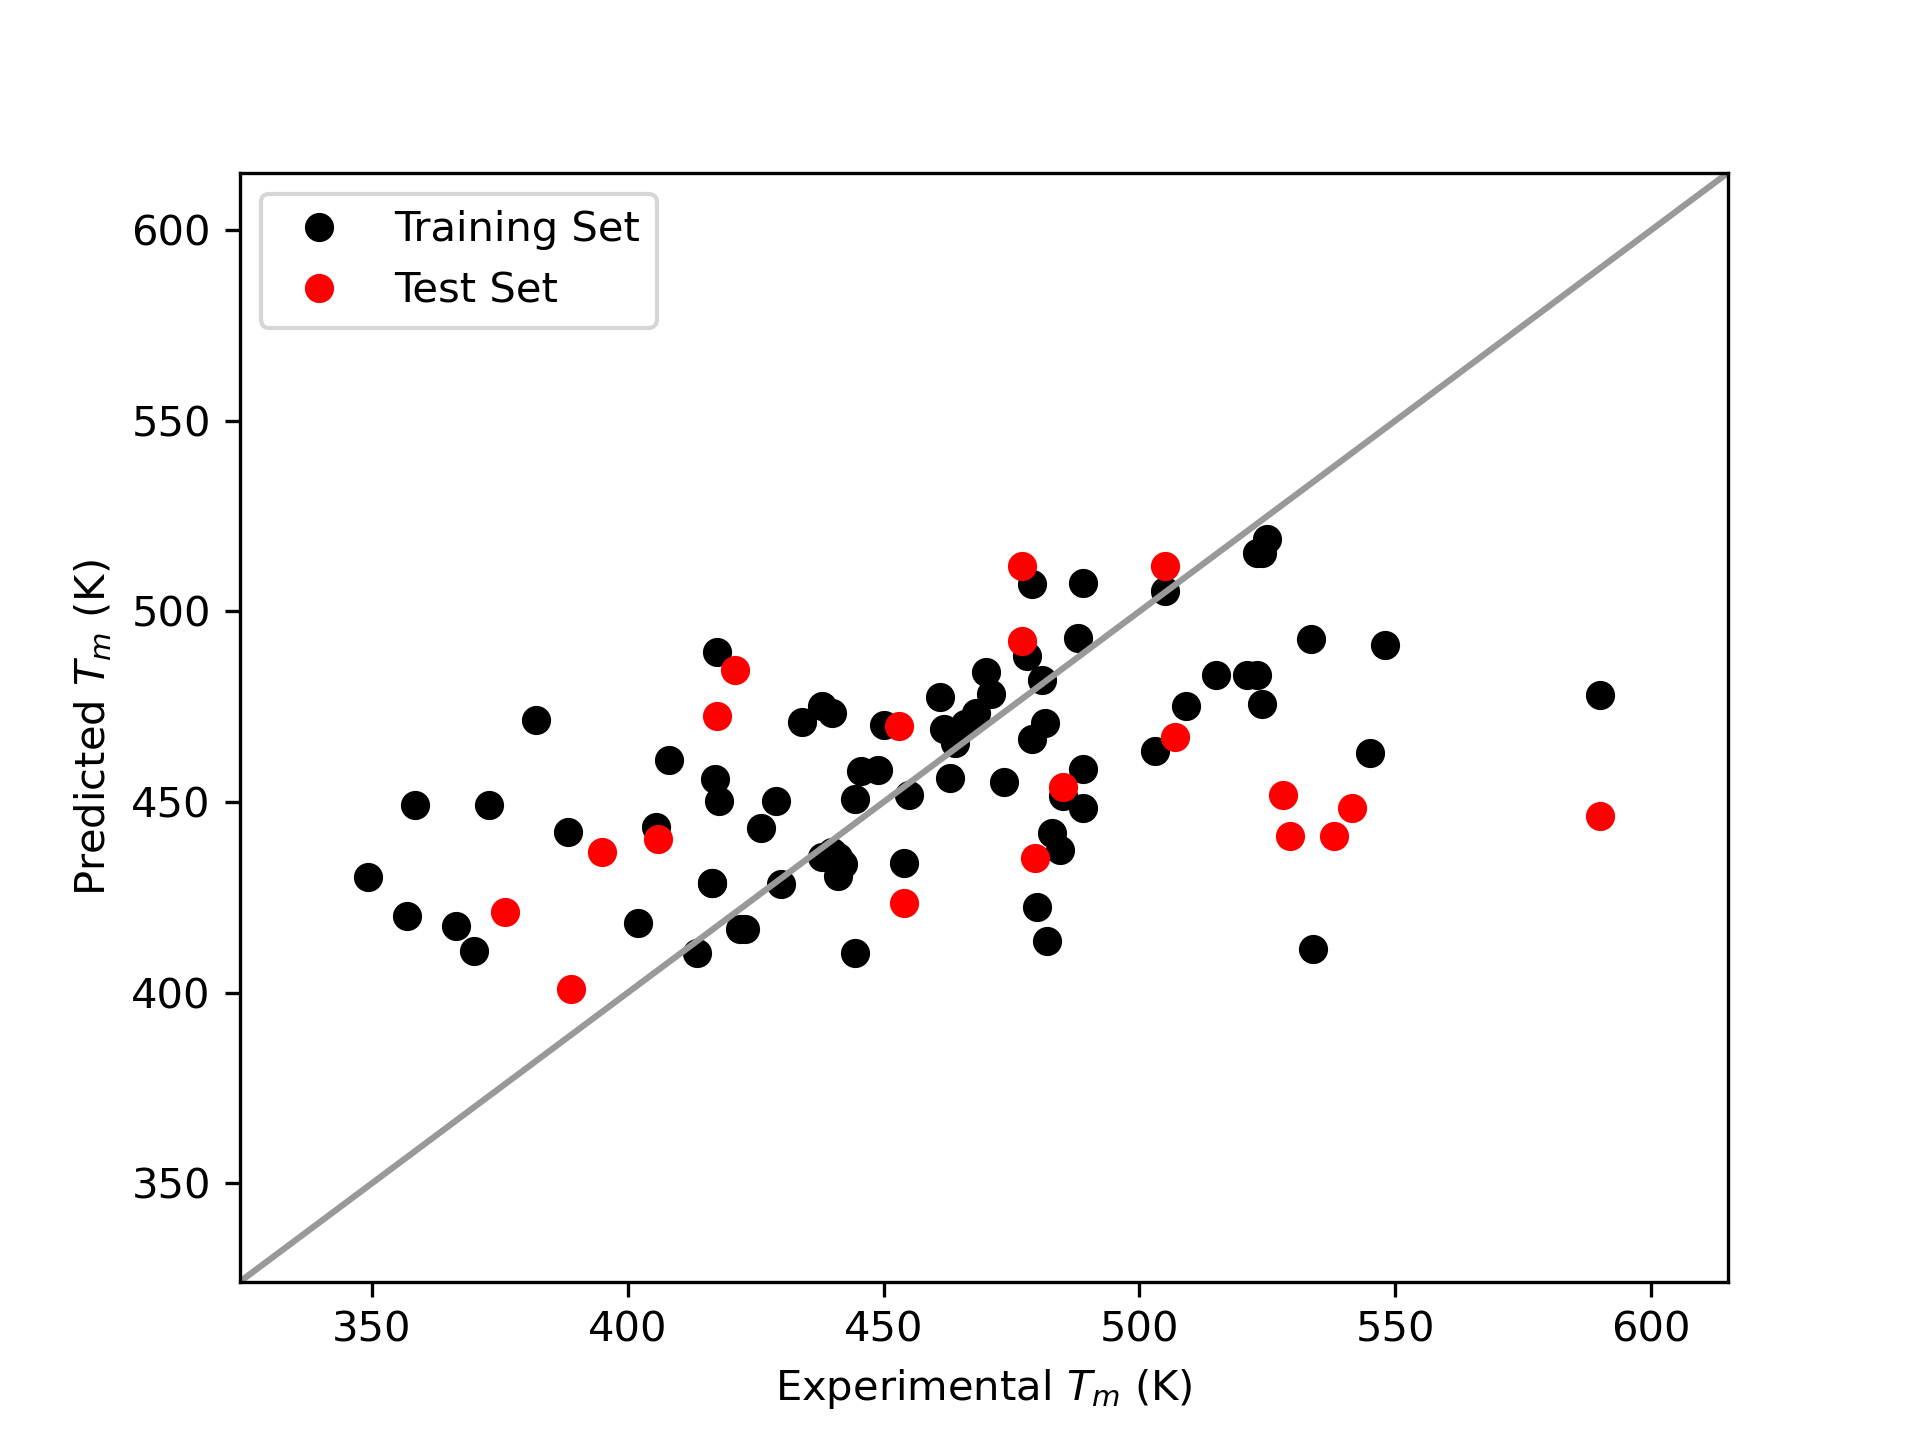 Training Set
Test Set
600
550
500
450
400
350
Predicted Tm (K)
350 400 450 500 550 600
Experimental Tm (K)